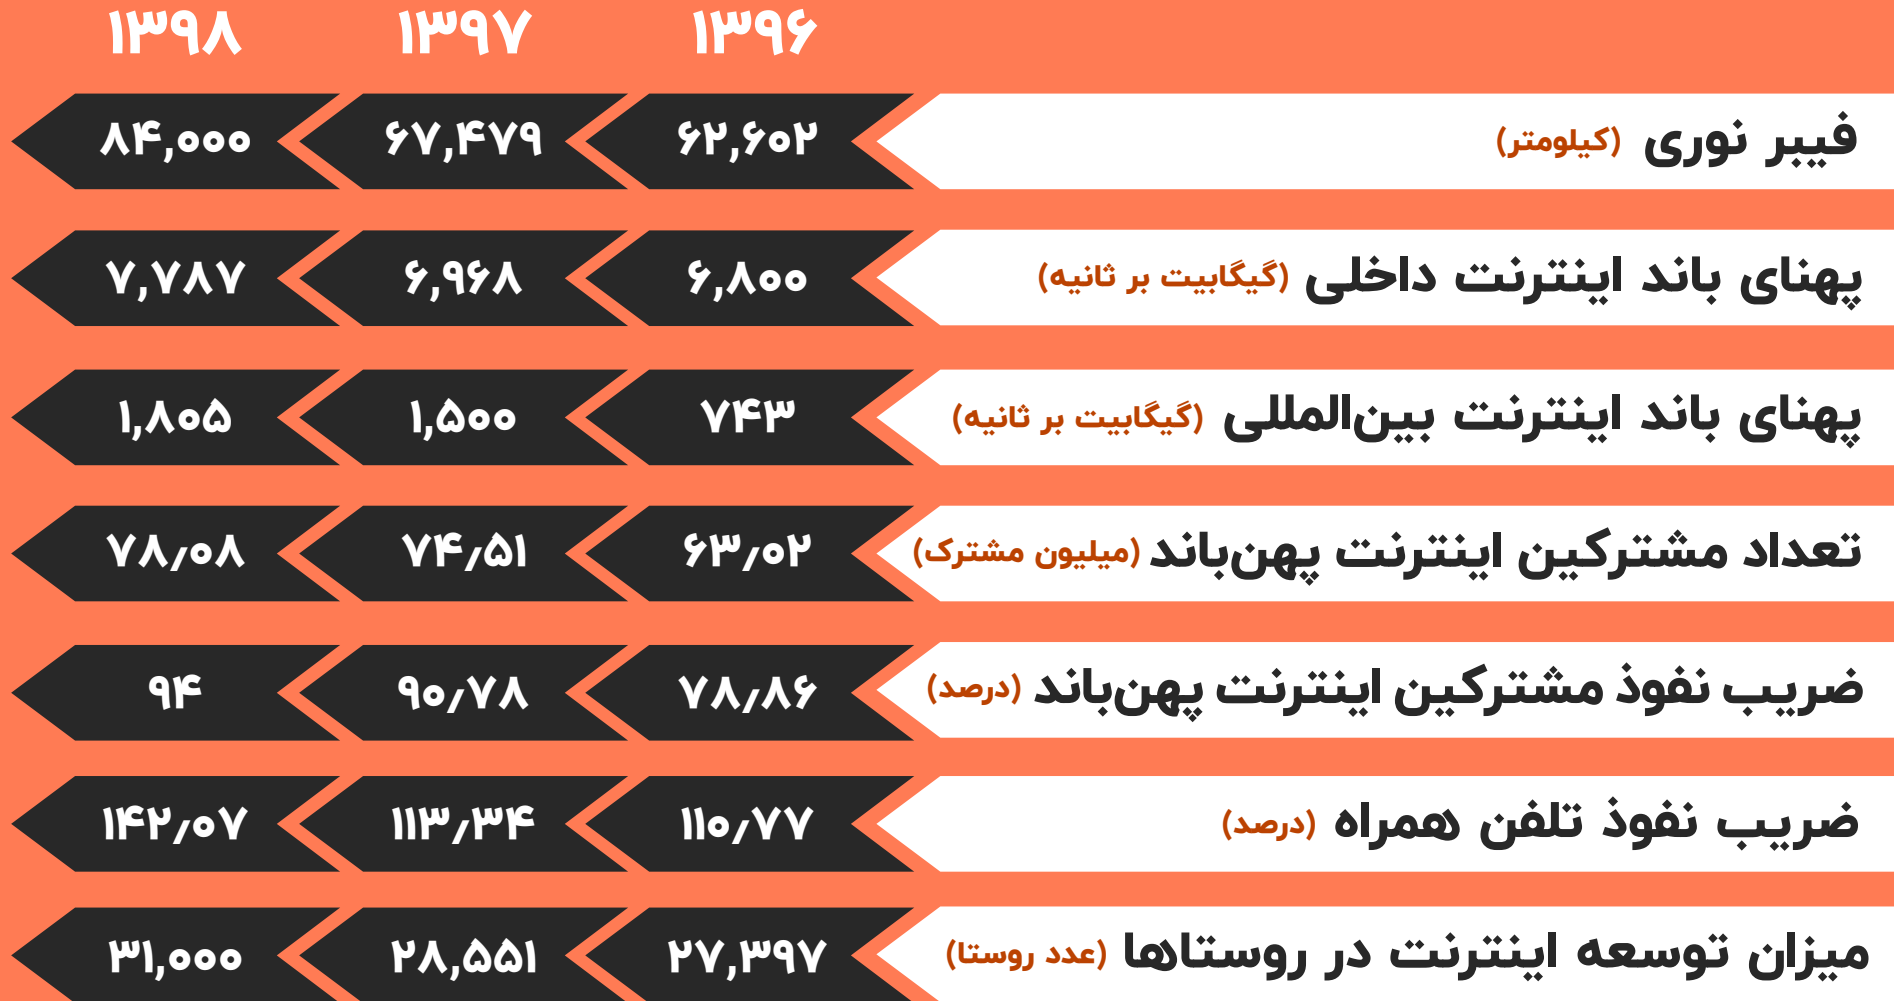 ۱۳۹۶ ۱۳۹۷ ۱۳۹۸
فیبر نوری (کیلومتر) ۶۲,۶۰۲ ۶۷,۴۷۹ ۸۴,۰۰۰
پهنای باند اینترنت داخلی (گیگابیت بر ثانیه) ۶,۸۰۰ ۶,۹۶۸ ۷,۷۸۷
پهنای باند اینترنت بین‌المللی (گیگابیت بر ثانیه) ۷۴۳ ۱,۵۰۰ ۱,۸۰۵
تعداد مشترکین اینترنت پهن‌باند (میلیون مشترک) ۶۳٫۰۲ ۷۴٫۵۱ ۷۸٫۰۸
ضریب نفوذ مشترکین اینترنت پهن‌باند (درصد) ۷۸٫۸۶ ۹۰٫۷۸ ۹۴
ضریب نفوذ تلفن همراه (درصد) ۱۱۰٫۷۷ ۱۱۳٫۳۴ ۱۴۲٫۰۷
میزان توسعه اینترنت در روستاها (عدد روستا) ۲۷,۳۹۷ ۲۸,۵۵۱ ۳۱,۰۰۰